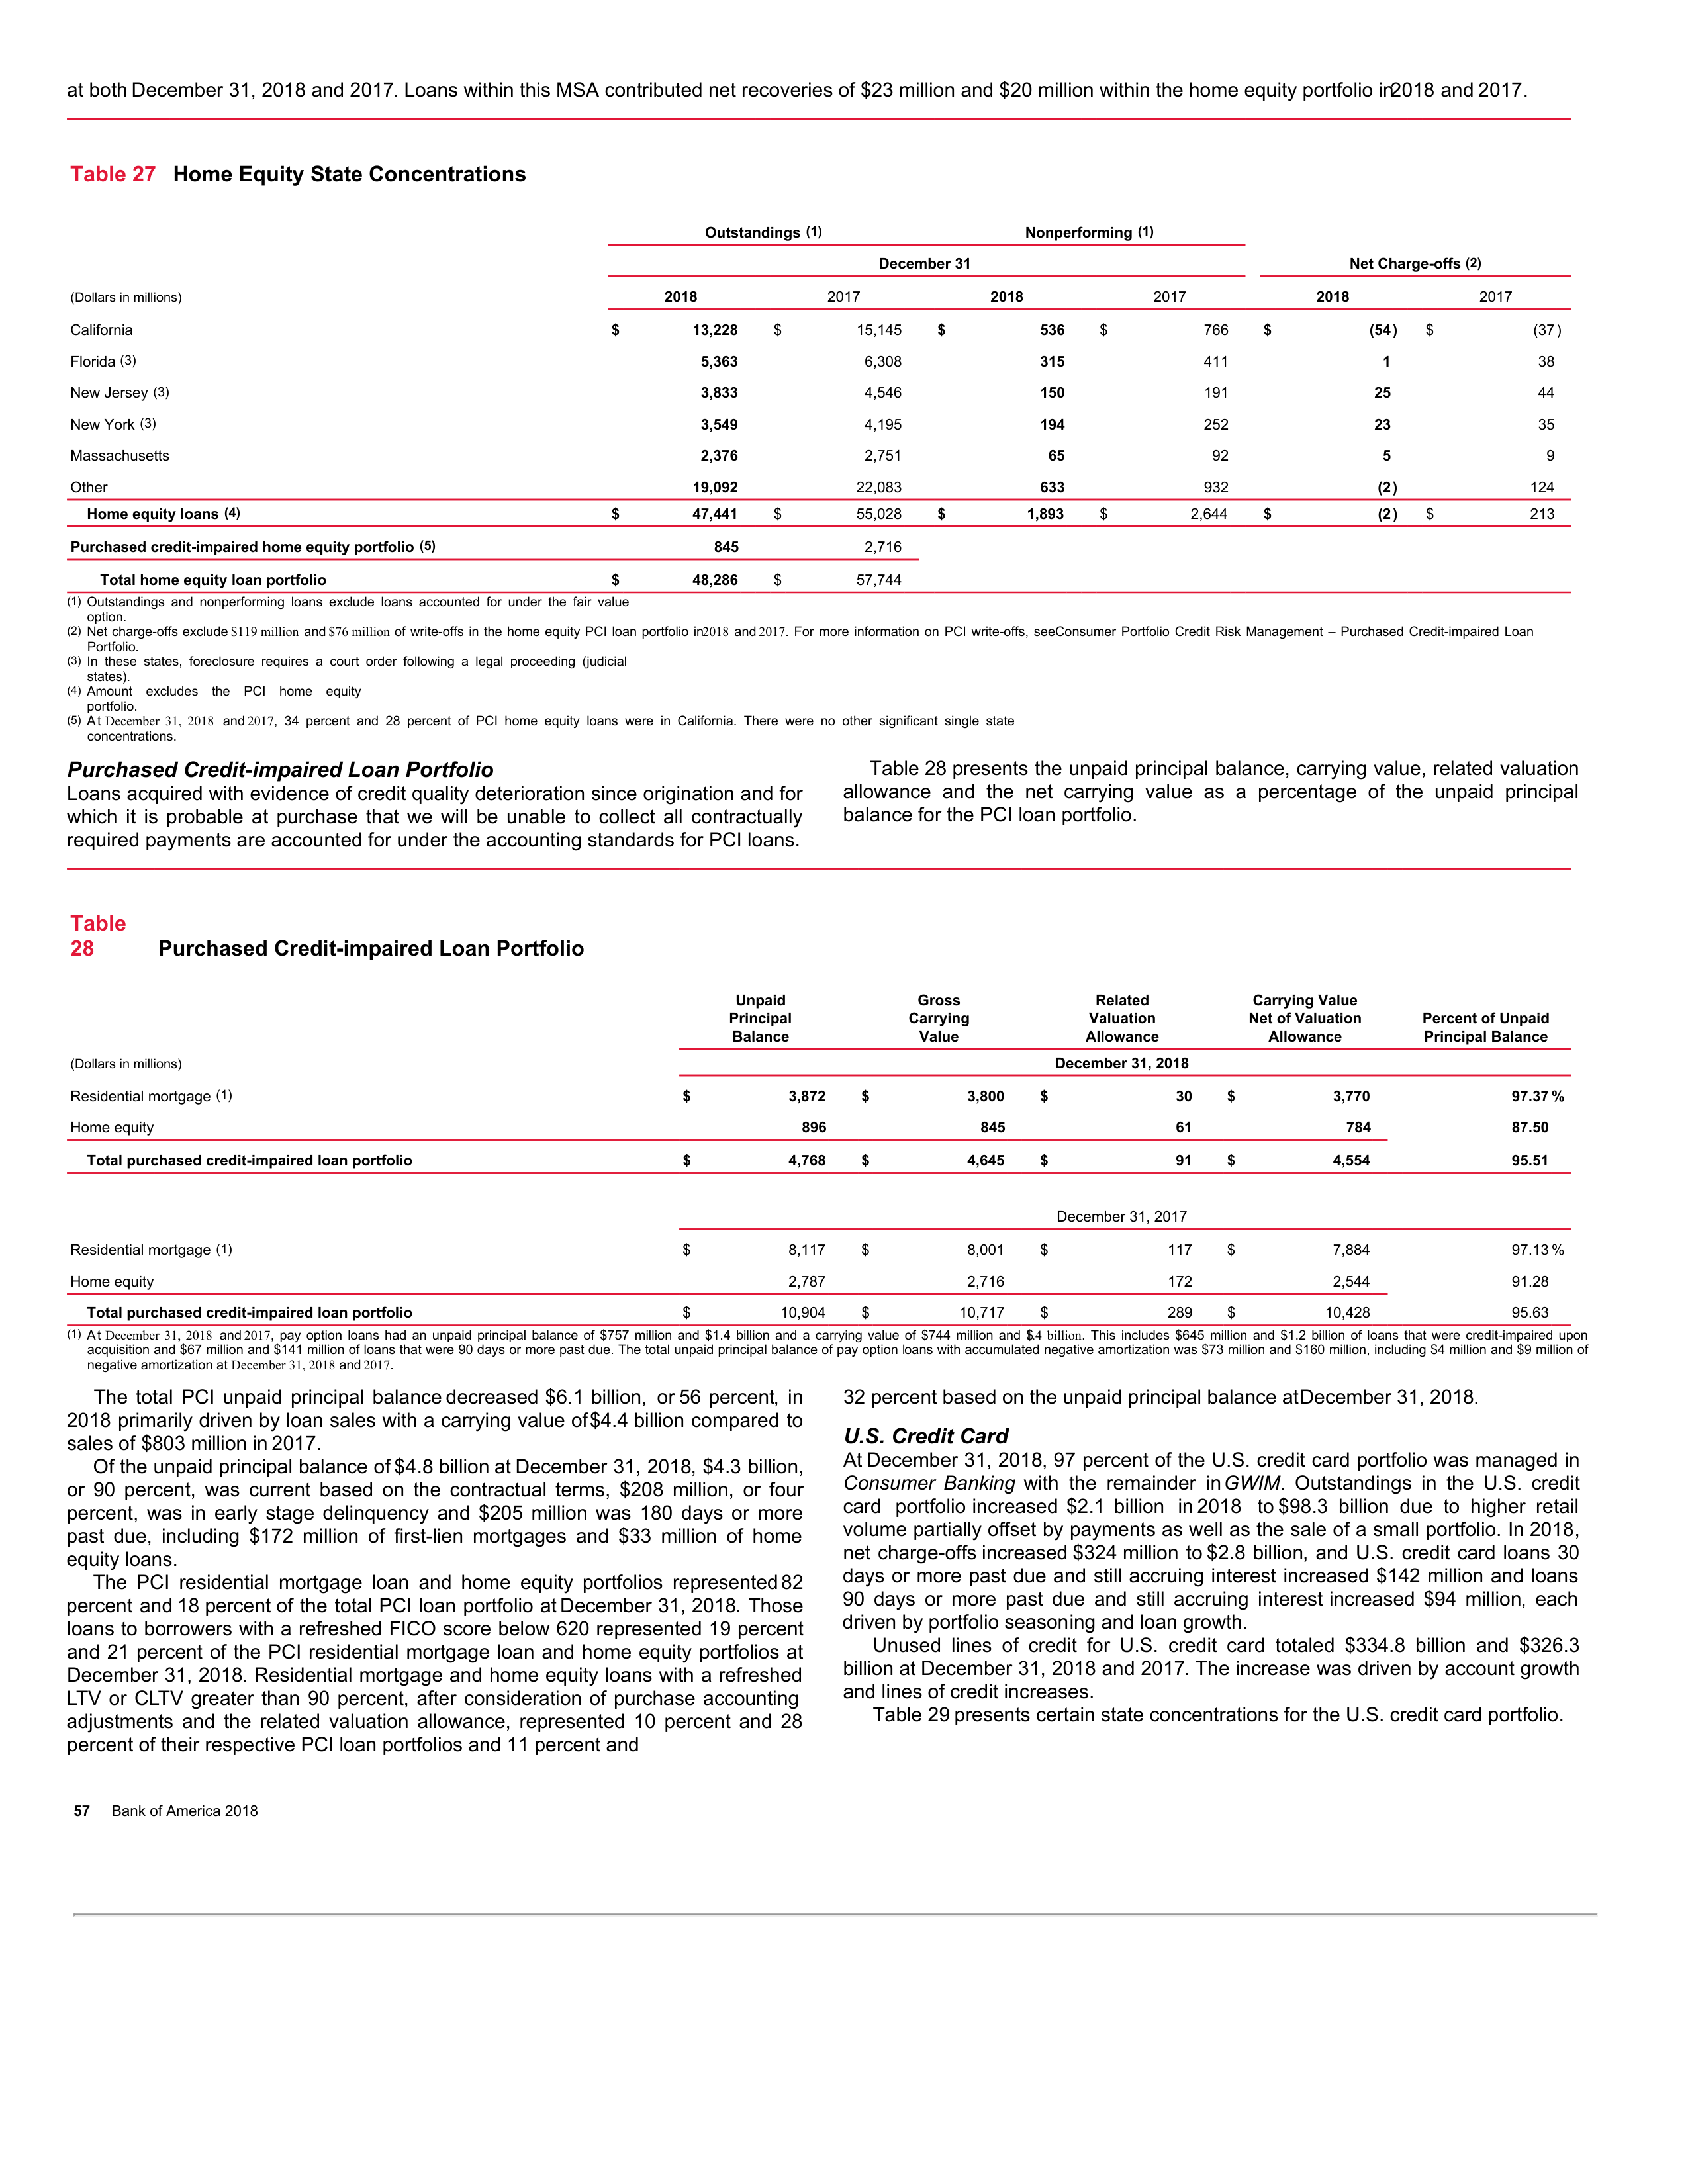 at both December 31, 2018 and 2017. Loans within this MSA contributed net recoveries of $23 million and $20 million within the home equity portfolio in2018 and 2017.
Table 27 Home Equity State Concentrations
Outstandings (1) Nonperforming (1)
December 31 Net Charge-offs (2)
(Dollars in millions) 2018 2017 2018 2017 2018 2017
California $ 13,228 $ 15,145 $ 536 $ 766 $ (54) $ (37)
Florida (3) 5,363 6,308 315 411 1 38
New Jersey (3) 3,833 4,546 150 191 25 44
New York (3) 3,549 4,195 194 252 23 35
Massachusetts 2,376 2,751 65 92 5 9
Other 19,092 22,083 633 932 (2) 124
Home equity loans (4) $ 47,441 $ 55,028 $ 1,893 $ 2,644 $ (2) $ 213
Purchased credit-impaired home equity portfolio (5) 845 2,716
Total home equity loan portfolio $ 48,286 $ 57,744
(1) Outstandings and nonperforming loans exclude loans accounted for under the fair value
option.
(2) Net charge-offs exclude $119 million and $76 million of write-offs in the home equity PCI loan portfolio in2018 and 2017. For more information on PCI write-offs, seeConsumer Portfolio Credit Risk Management – Purchased Credit-impaired Loan
Portfolio.
(3) In these states, foreclosure requires a court order following a legal proceeding (judicial
states).
(4) Amount excludes the PCI home equity
portfolio.
(5) At December 31, 2018 and 2017, 34 percent and 28 percent of PCI home equity loans were in California. There were no other significant single state
concentrations.
Purchased Credit-impaired Loan Portfolio
Loans acquired with evidence of credit quality deterioration since origination and for
which it is probable at purchase that we will be unable to collect all contractually
required payments are accounted for under the accounting standards for PCI loans.
Table 28 presents the unpaid principal balance, carrying value, related valuation
allowance and the net carrying value as a percentage of the unpaid principal
balance for the PCI loan portfolio.
Table
28 Purchased Credit-impaired Loan Portfolio
Unpaid Gross Related Carrying Value
Principal Carrying Valuation Net of Valuation Percent of Unpaid
Balance Value Allowance Allowance Principal Balance
(Dollars in millions) December 31, 2018
Residential mortgage (1) $ 3,872 $ 3,800 $ 30 $ 3,770 97.37 %
Home equity 896 845 61 784 87.50
Total purchased credit-impaired loan portfolio $ 4,768 $ 4,645 $ 91 $ 4,554 95.51
December 31, 2017
Residential mortgage (1) $ 8,117 $ 8,001 $ 117 $ 7,884 97.13 %
Home equity 2,787 2,716 172 2,544 91.28
Total purchased credit-impaired loan portfolio $ 10,904 $ 10,717 $ 289 $ 10,428 95.63
(1) At December 31, 2018 and 2017, pay option loans had an unpaid principal balance of $757 million and $1.4 billion and a carrying value of $744 million and billion. This includes $645 million and $1.2 billion of loans that were credit-impaired upon
acquisition and $67 million and $141 million of loans that were 90 days or more past due. The total unpaid principal balance of pay option loans with accumulated negative amortization was $73 million and $160 million, including $4 million and $9 million of
negative amortization at December 31, 2018 and 2017.
The total PCI unpaid principal balance decreased $6.1 billion, or 56 percent, in
2018 primarily driven by loan sales with a carrying value of $4.4 billion compared to
sales of $803 million in 2017.
Of the unpaid principal balance of $4.8 billion at December 31, 2018, $4.3 billion,
or 90 percent, was current based on the contractual terms, $208 million, or four
percent, was in early stage delinquency and $205 million was 180 days or more
past due, including $172 million of first-lien mortgages and $33 million of home
equity loans.
The PCI residential mortgage loan and home equity portfolios represented 82
percent and 18 percent of the total PCI loan portfolio at December 31, 2018. Those
loans to borrowers with a refreshed FICO score below 620 represented 19 percent
and 21 percent of the PCI residential mortgage loan and home equity portfolios at
December 31, 2018. Residential mortgage and home equity loans with a refreshed
LTV or CLTV greater than 90 percent, after consideration of purchase accounting
adjustments and the related valuation allowance, represented 10 percent and 28
percent of their respective PCI loan portfolios and 11 percent and
32 percent based on the unpaid principal balance atDecember 31, 2018.
U.S. Credit Card
At December 31, 2018, 97 percent of the U.S. credit card portfolio was managed in
Consumer Banking with the remainder in GWIM. Outstandings in the U.S. credit
card portfolio increased $2.1 billion in 2018 to $98.3 billion due to higher retail
volume partially offset by payments as well as the sale of a small portfolio. In 2018,
net charge-offs increased $324 million to $2.8 billion, and U.S. credit card loans 30
days or more past due and still accruing interest increased $142 million and loans
90 days or more past due and still accruing interest increased $94 million, each
driven by portfolio seasoning and loan growth.
Unused lines of credit for U.S. credit card totaled $334.8 billion and $326.3
billion at December 31, 2018 and 2017. The increase was driven by account growth
and lines of credit increases.
Table 29 presents certain state concentrations for the U.S. credit card portfolio.
57 Bank of America 2018